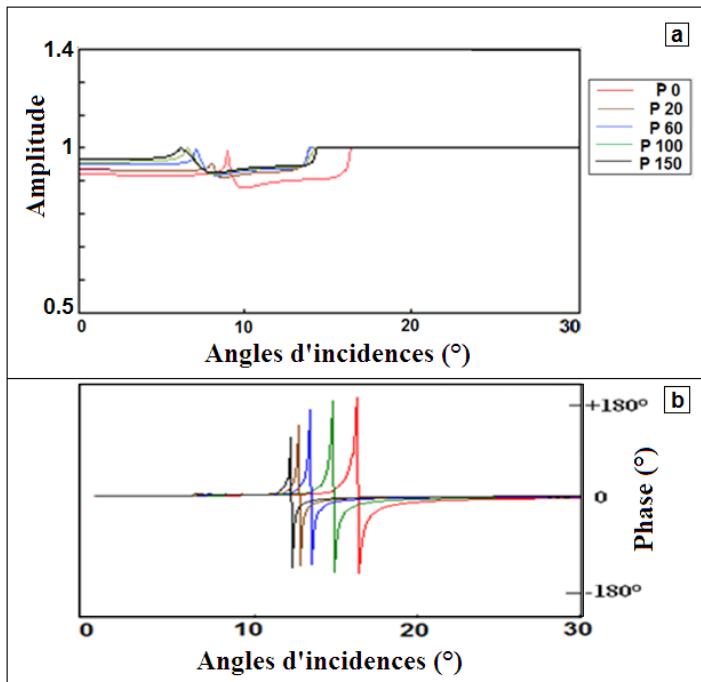 a
1.4
1
0.5
Amplitude
P 0
P 20
P 60
P 100
P 150
0 10 20 30
Angles d'incidences (°)
b
+180°
0
-180°
Phase (°)
0 10 20 30
Angles d'incidences (°)